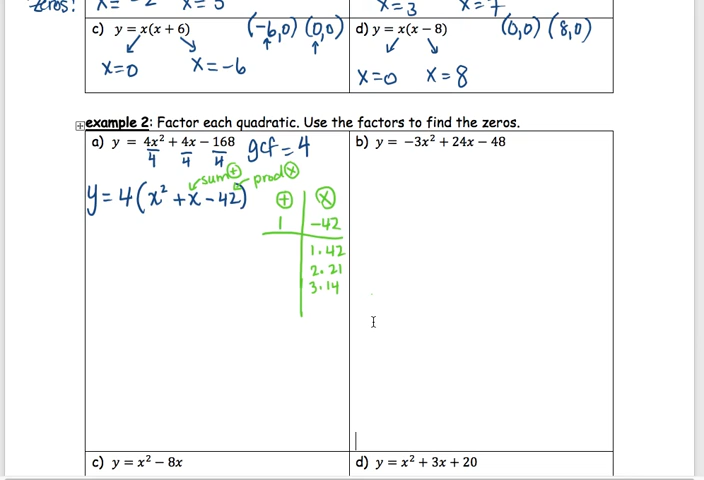 zeros! x = -2 x = 5
x = 3 x = 7
c) y = x(x + 6) (-6,0) (0,0)
x=0 x=-6
d) y = x(x − 8) (0,0) (8,0)
x=0 x=8
example 2: Factor each quadratic. Use the factors to find the zeros.
a) y = 4x² + 4x − 168 gcf = 4
4 4 4
sum + prod ×
y = 4(x² + x - 42)
+ ×
1 -42
1·42
2·21
3·14
b) y = −3x² + 24x − 48
c) y = x² − 8x
d) y = x² + 3x + 20